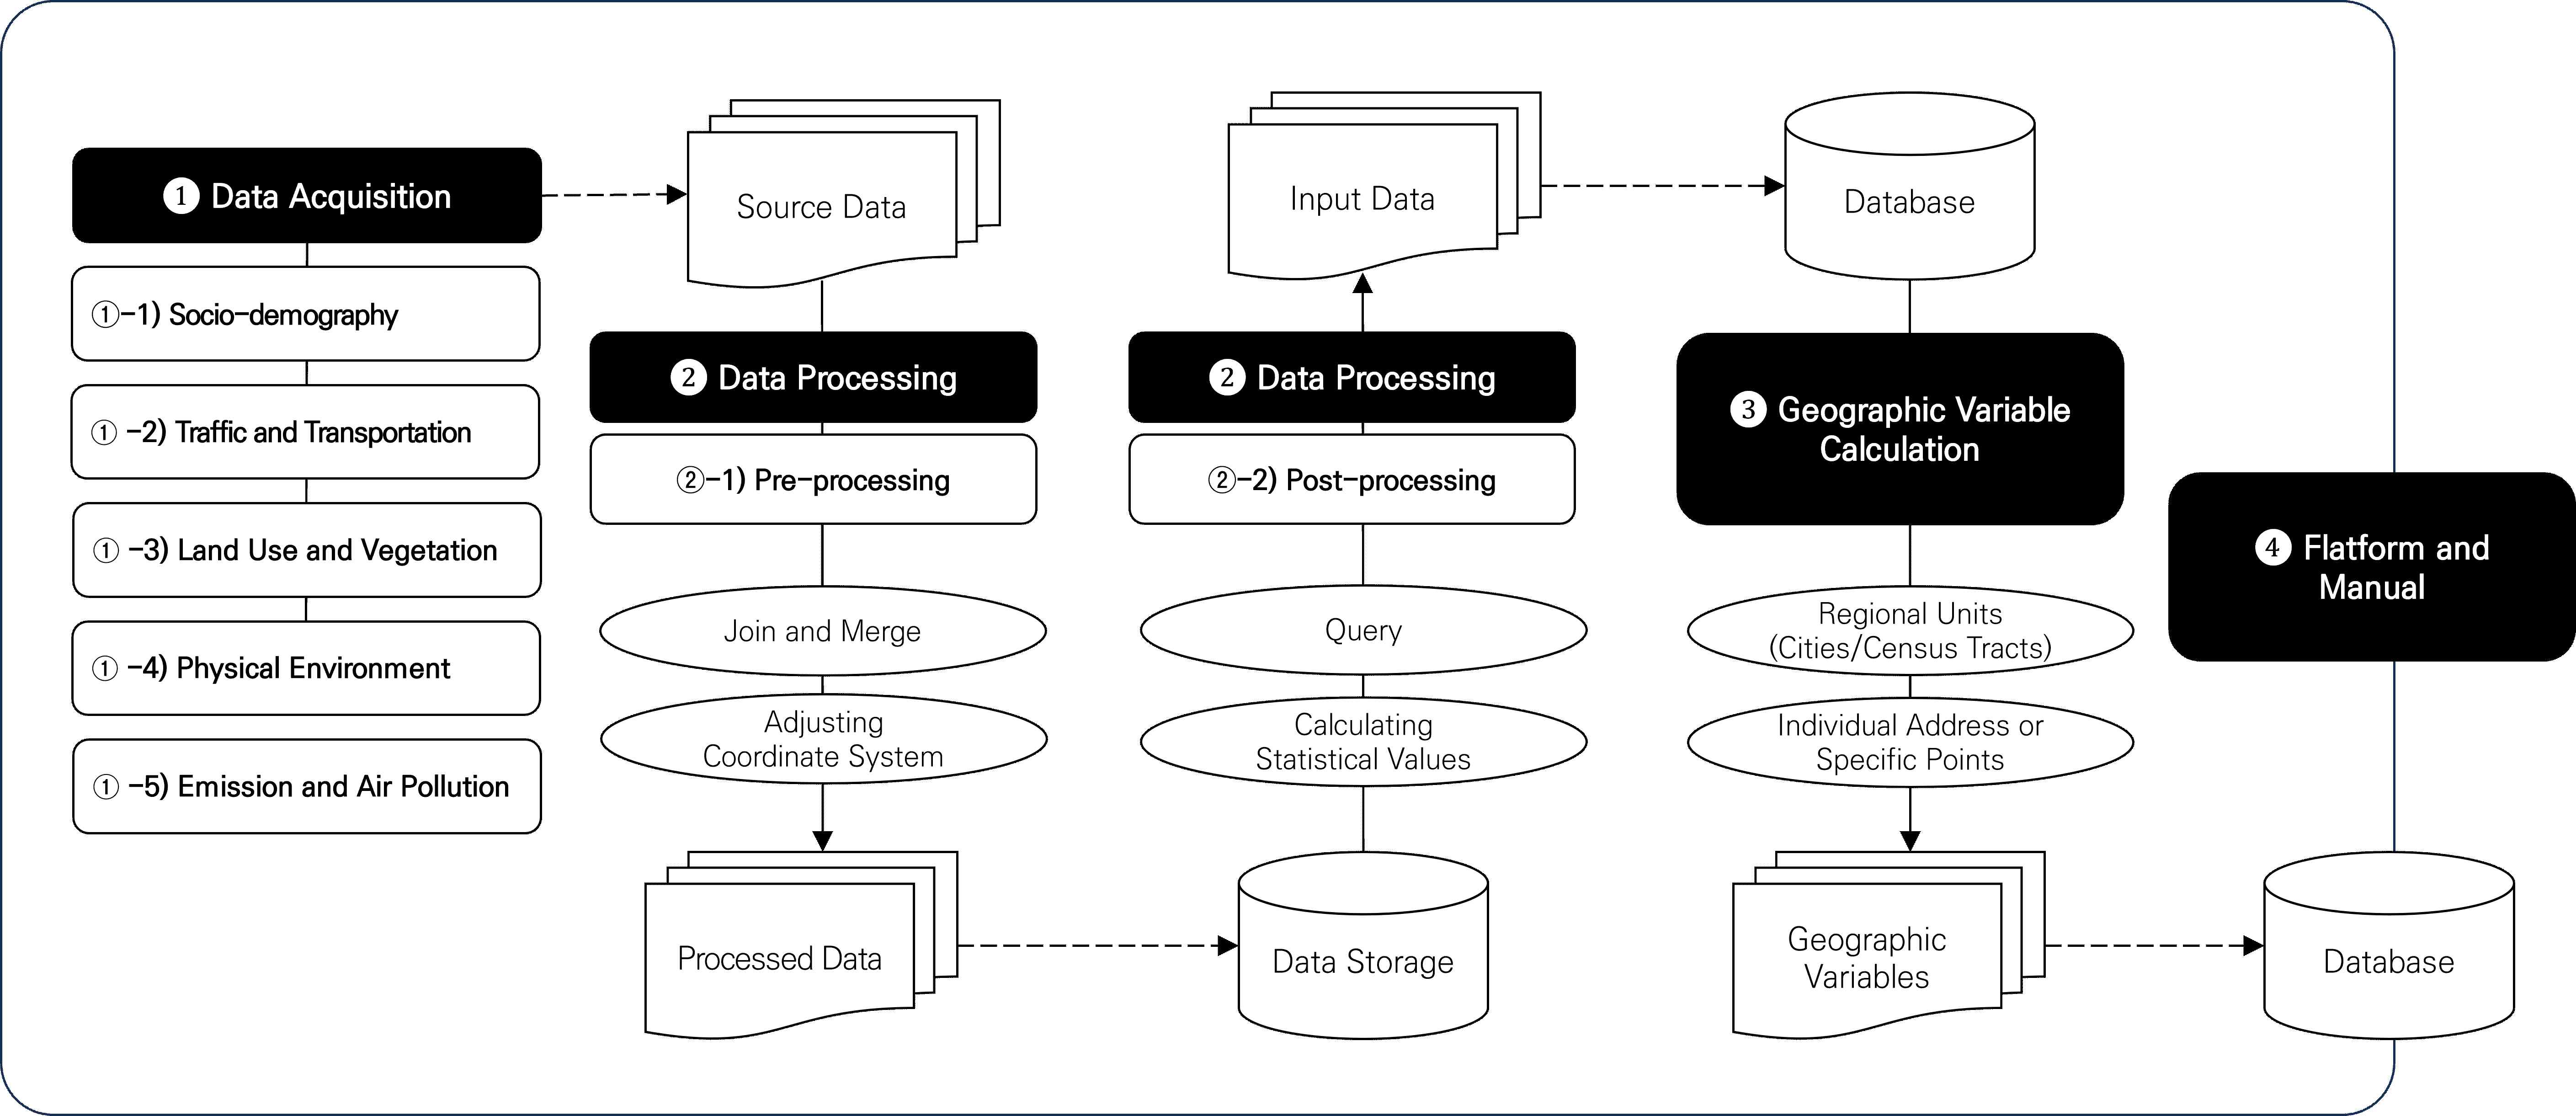 ❶ Data Acquisition
①-1) Socio-demography
① -2) Traffic and Transportation
① -3) Land Use and Vegetation
① -4) Physical Environment
① -5) Emission and Air Pollution
Source Data
❷ Data Processing
②-1) Pre-processing
Join and Merge
Adjusting
Coordinate System
Processed Data
Input Data
❷ Data Processing
②-2) Post-processing
Query
Calculating
Statistical Values
Data Storage
Database
❸ Geographic Variable
Calculation
Regional Units
(Cities/Census Tracts)
Individual Address or
Specific Points
Geographic
Variables
❹ Flatform and
Manual
Database